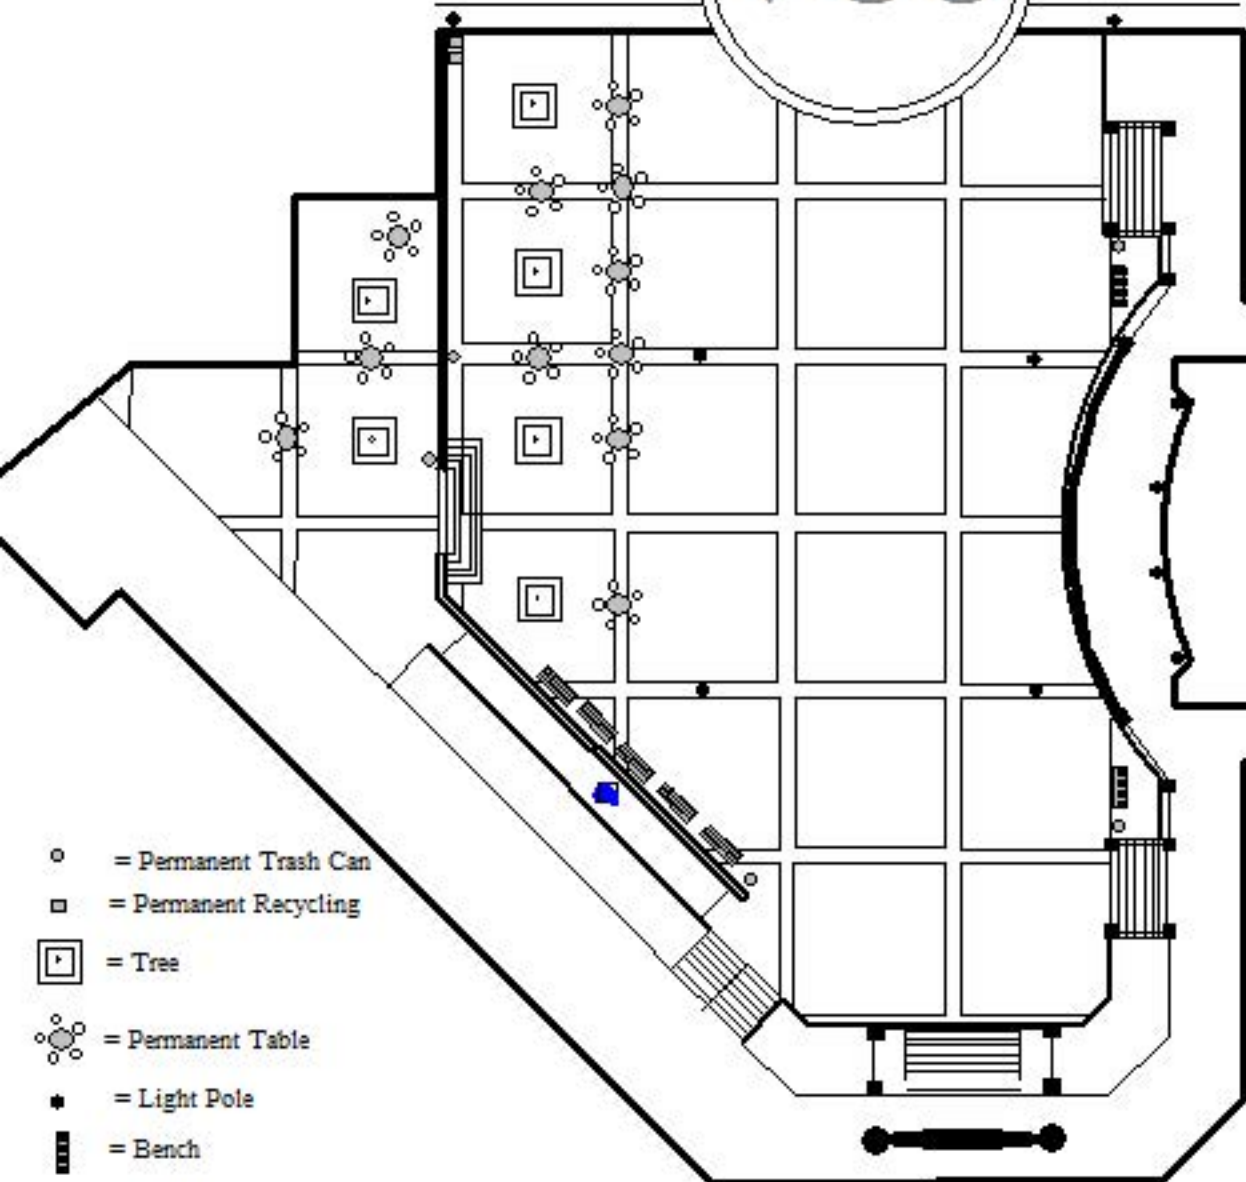 = Permanent Trash Can
= Permanent Recycling
= Tree
= Permanent Table
= Light Pole
= Bench